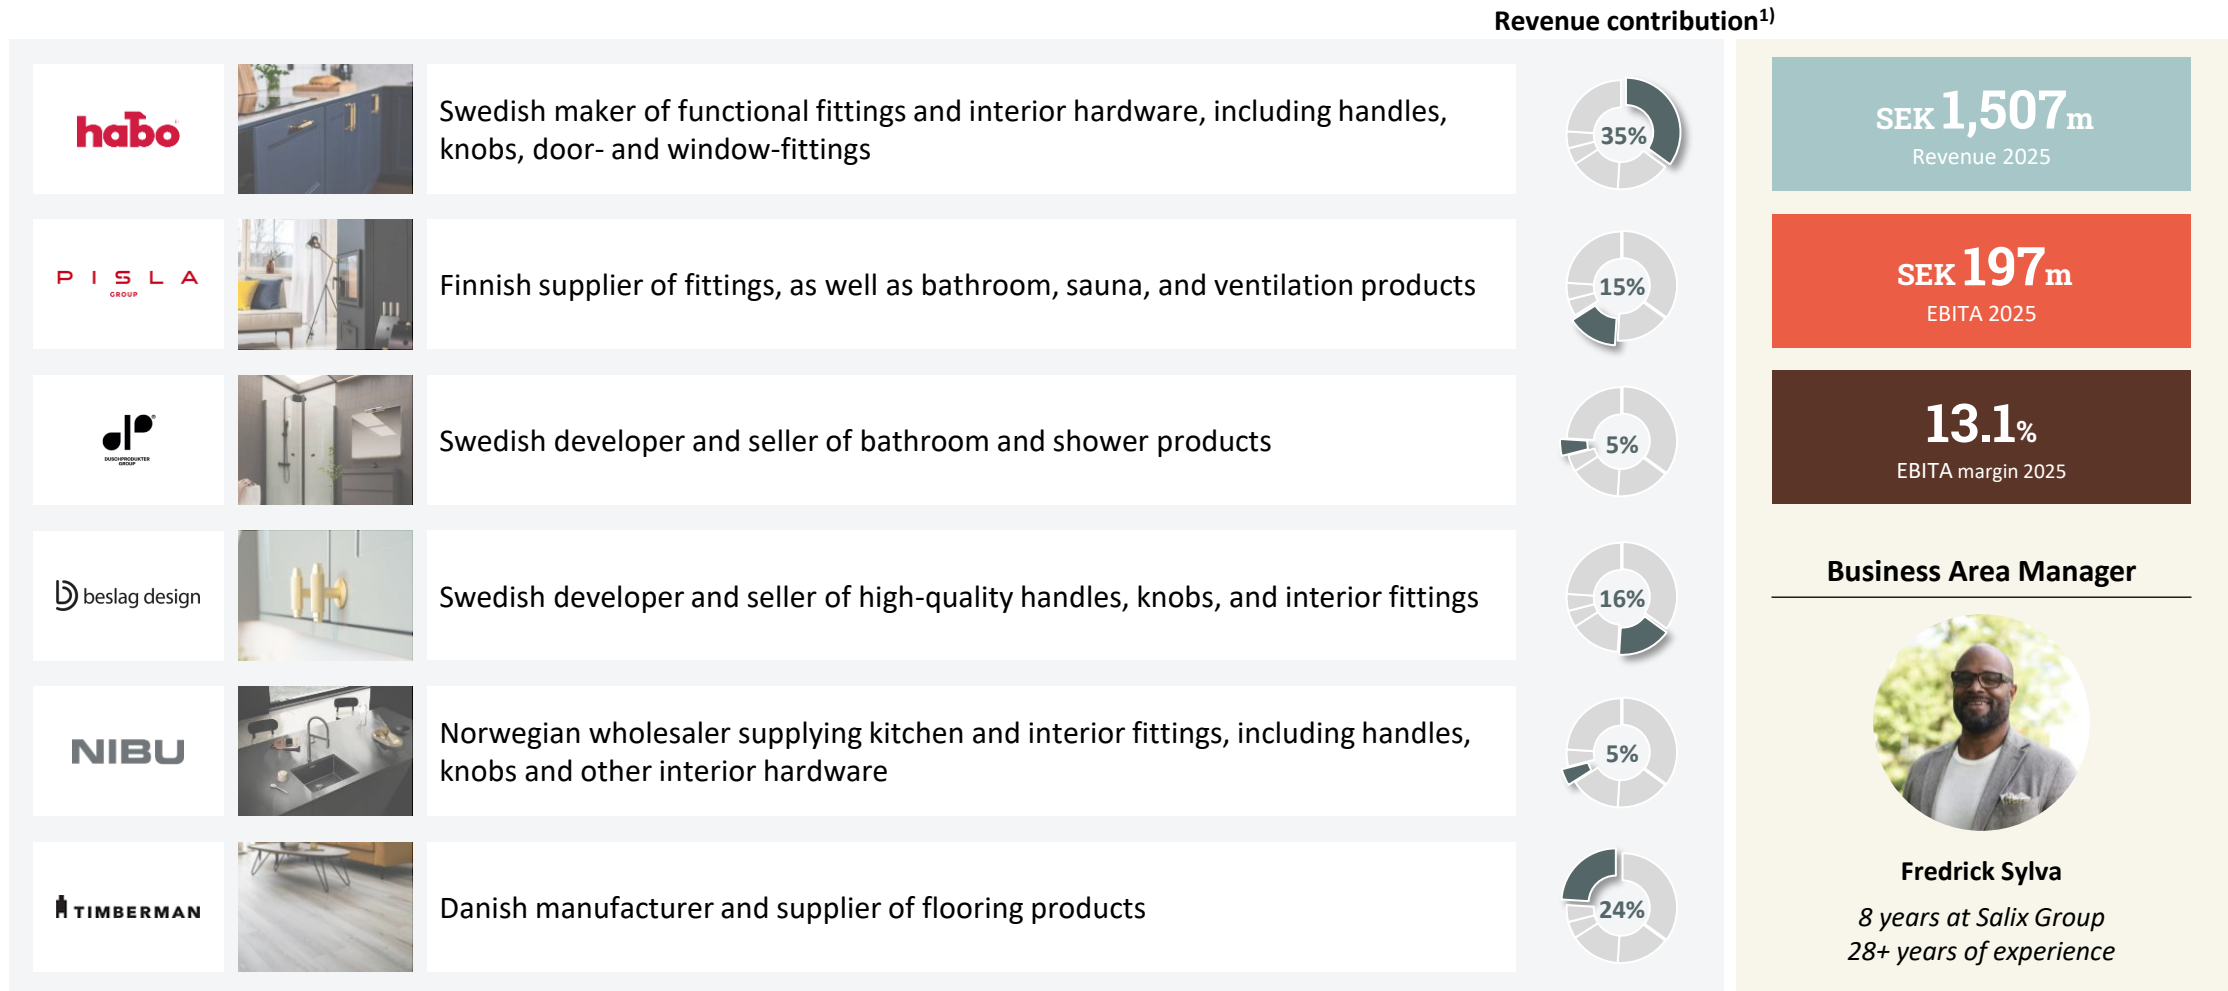 Revenue contribution1)
habo
Swedish maker of functional fittings and interior hardware, including handles,
knobs, door- and window-fittings
35%
PISLA
GROUP
Finnish supplier of fittings, as well as bathroom, sauna, and ventilation products
15%
DUSCHPRODUKTER
GROUP
Swedish developer and seller of bathroom and shower products
5%
beslag design
Swedish developer and seller of high-quality handles, knobs, and interior fittings
16%
NIBU
Norwegian wholesaler supplying kitchen and interior fittings, including handles,
knobs and other interior hardware
5%
TIMBERMAN
Danish manufacturer and supplier of flooring products
24%
SEK 1,507m
Revenue 2025
SEK 197m
EBITA 2025
13.1%
EBITA margin 2025
Business Area Manager
Fredrick Sylva
8 years at Salix Group
28+ years of experience